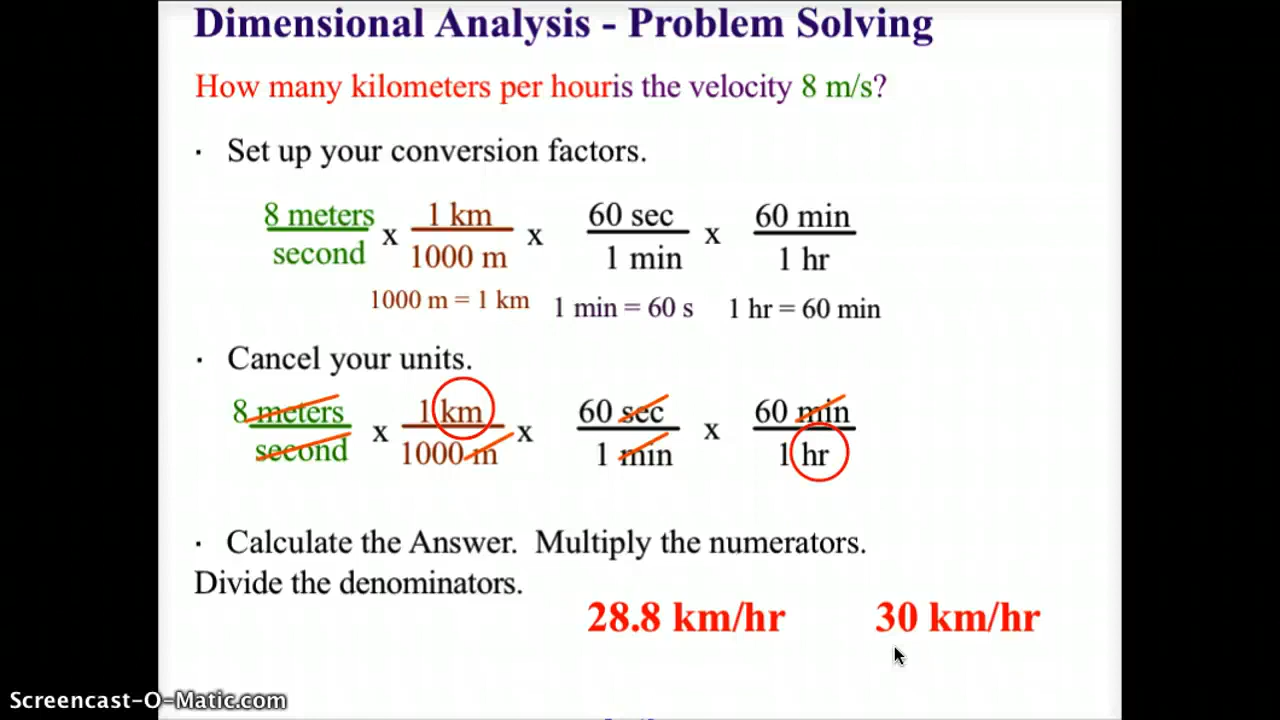 Dimensional Analysis - Problem Solving
How many kilometers per houris the velocity 8 m/s?
· Set up your conversion factors.
8 meters x 1 km x 60 sec x 60 min
second 1000 m 1 min 1 hr
1000 m = 1 km 1 min = 60 s 1 hr = 60 min
· Cancel your units.
8 meters x 1 km x 60 sec x 60 min
second 1000 m 1 min 1 hr
· Calculate the Answer. Multiply the numerators.
Divide the denominators.
28.8 km/hr 30 km/hr
Screencast-O-Matic.com